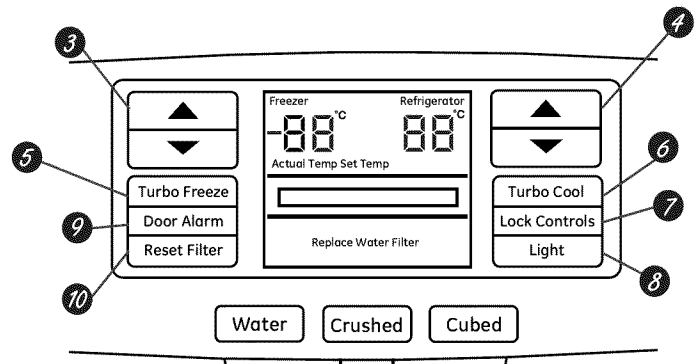 3
4
Freezer Refrigerator
-88 °C 88 °C
Actual Temp Set Temp
5
6
Turbo Freeze
Turbo Cool
9
Door Alarm
Lock Controls
7
Reset Filter
Replace Water Filter
Light
10
8
Water
Crushed
Cubed